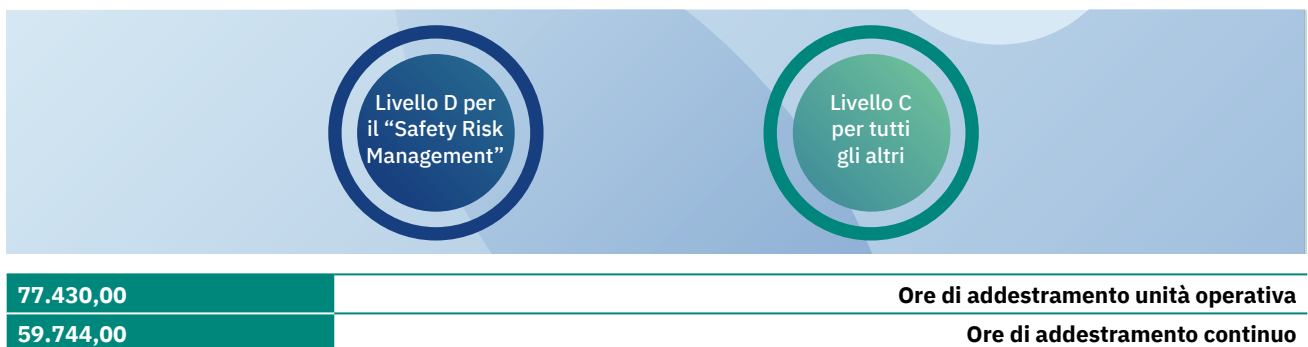 Livello D per
il “Safety Risk
Management”
Livello C
per tutti
gli altri
77.430,00 Ore di addestramento unità operativa
59.744,00 Ore di addestramento continuo